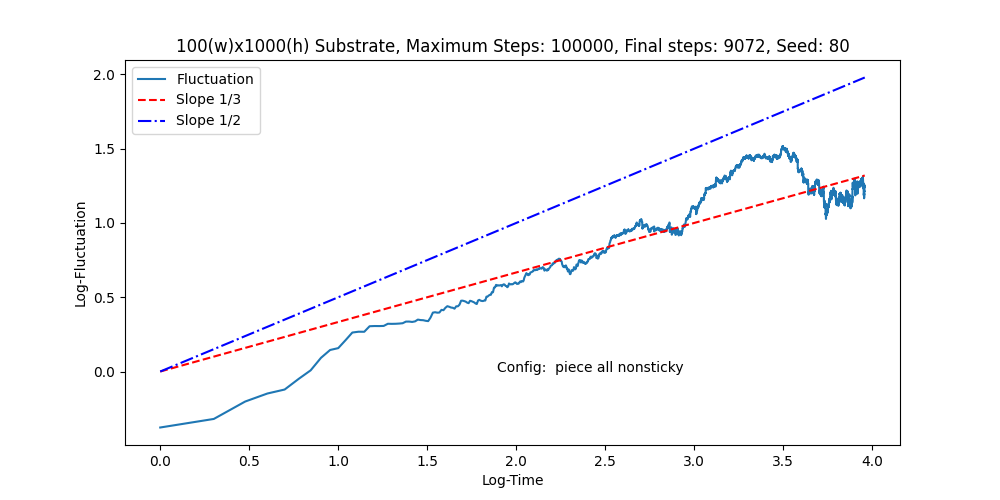 100(w)x1000(h) Substrate, Maximum Steps: 100000, Final steps: 9072, Seed: 80
Fluctuation
Slope 1/3
Slope 1/2
Log-Fluctuation
2.0
1.5
1.0
0.5
0.0
Config:  piece all nonsticky
0.0 0.5 1.0 1.5 2.0 2.5 3.0 3.5 4.0
Log-Time